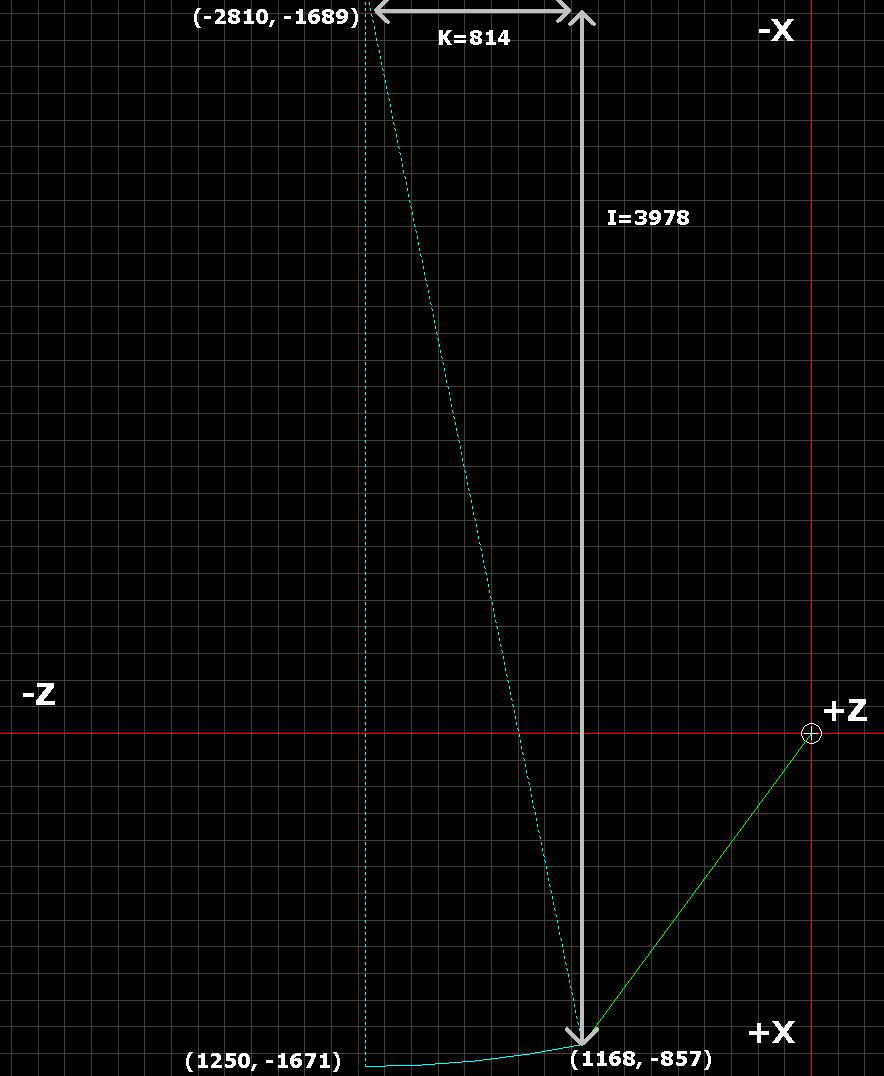 (-2810, -1689)
K=814
-X
I=3978
-Z
+Z
+X
(1250, -1671)
(1168, -857)